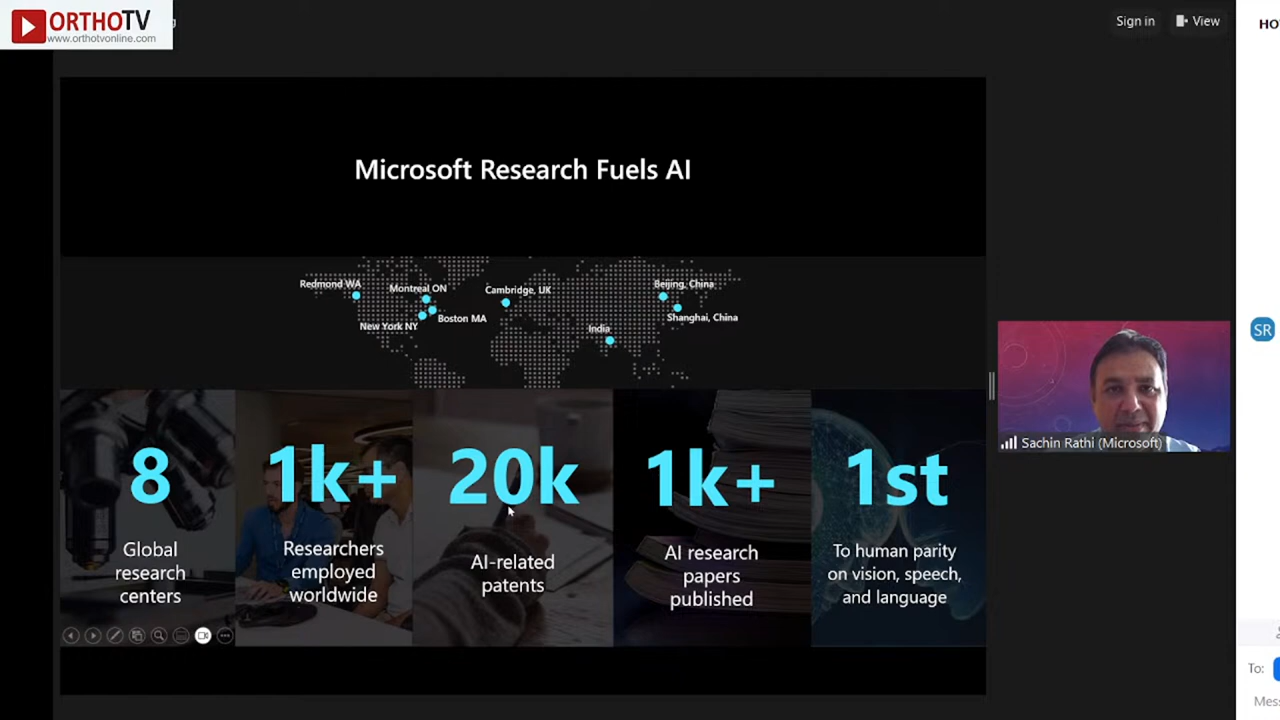 ORTHOTV
www.orthotvonline.com
Sign in
View
HO
Microsoft Research Fuels AI
Redmond WA
Montreal ON
Cambridge, UK
Beijing, China
New York NY
Boston MA
India
Shanghai, China
8
Global
research
centers
1k+
Researchers
employed
worldwide
20k
AI-related
patents
1k+
AI research
papers
published
1st
To human parity
on vision, speech,
and language
Sachin Rathi (Microsoft)
SR
To:
Mess